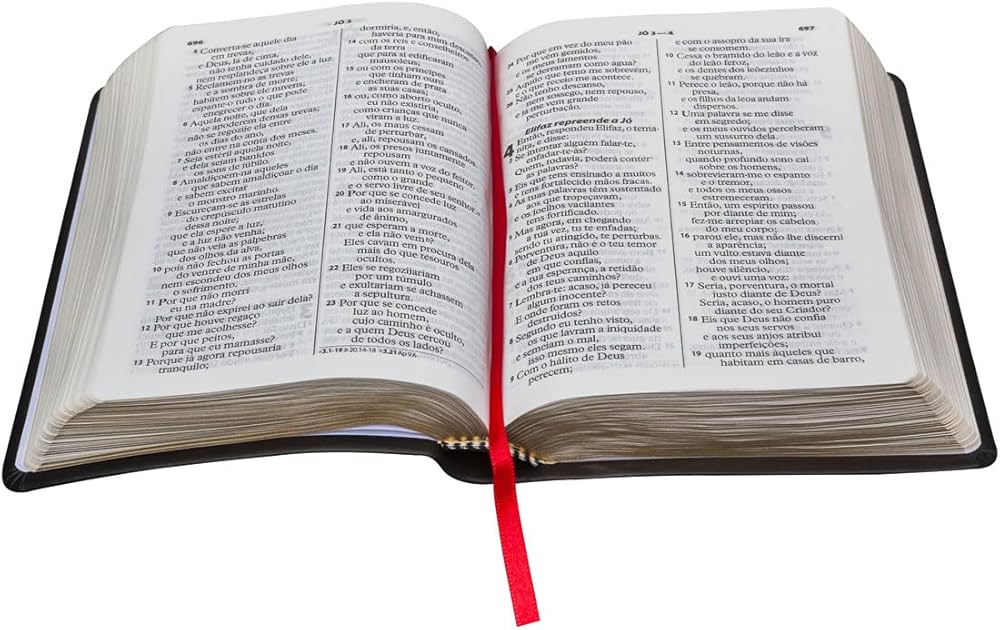 696
JÓ 3
4 Converta-se aquele dia
em trevas;
e Deus, lá de cima,
não tenha cuidado dele,
nem resplandeça sobre ele a luz.
5 Reclamem-no as trevas
e a sombra de morte;
habitem sobre ele nuvens;
espante-o tudo o que pode
enegrecer o dia.
6 Aquela noite, que dela
se apoderem densas trevas;
não se regozije ela entre
os dias do ano,
não entre na conta dos meses.
7 Seja estéril aquela noite,
e dela sejam banidos
os sons de júbilo.
8 Amaldiçoem-na aqueles
que sabem amaldiçoar o dia
e sabem excitar
o monstro marinho.
9 Escureçam-se as estrelas
do crepúsculo matutino
dessa noite;
que ela espere a luz,
e a luz não venha;
que não veja as pálpebras
dos olhos da alva,
10 pois não fechou as portas
do ventre de minha mãe,
nem escondeu dos meus olhos
o sofrimento.
11 Por que não morri
eu na madre?
Por que não expirei ao sair dela?
12 Por que houve regaço
que me acolhesse?
E por que peitos,
para que eu mamasse?
13 Porque já agora repousaria
tranquilo;
dormiria, e, então,
haveria para mim descanso,
14 com os reis e conselheiros
da terra
que para si edificaram
mausoléus;
15 ou com os príncipes
que tinham ouro
e encheram de prata
as suas casas;
16 ou, como aborto oculto,
eu não existiria,
como crianças que nunca
viram a luz.
17 Ali, os maus cessam
de perturbar,
e, ali, repousam os cansados.
18 Ali, os presos juntamente
repousam
e não ouvem a voz do feitor.
19 Ali, está tanto o pequeno
como o grande
e o servo livre de seu senhor.
20 Por que se concede luz
ao miserável
e vida aos amargurados
de ânimo,
21 que esperam a morte,
e ela não vem?
Eles cavam em procura dela
mais do que tesouros
ocultos.
22 Eles se regozijariam
por um túmulo
e exultariam se achassem
a sepultura.
23 Por que se concede
luz ao homem,
cujo caminho é oculto,
e a quem Deus cercou
de todos os lados?
3.1-19 Jr 20.14-18 3.21 Ap 9.6
JÓ 3—4
697
24 Por que em vez do meu pão
me vêm gemidos,
e os meus lamentos
se derramam como água?
25 Aquilo que temo me sobrevém,
e o que receio me acontece.
26 Não tenho descanso,
nem sossego, nem repouso,
e já me vem grande
perturbação.
Elifaz repreende a Jó
4 Então, respondeu Elifaz, o tema-
nita, e disse:
2 Se intentar alguém falar-te,
enfadar-te-ás?
Quem, todavia, poderá conter
as palavras?
3 Eis que tens ensinado a muitos
e tens fortalecido mãos fracas.
4 As tuas palavras têm sustentado
aos que tropeçavam,
e os joelhos vacilantes
tens fortificado.
5 Mas agora, em chegando
a tua vez, tu te enfadas;
sendo tu atingido, te perturbas.
6 Porventura, não é o teu temor
de Deus aquilo
em que confias,
e a tua esperança, a retidão
dos teus caminhos?
7 Lembra-te: acaso, já pereceu
algum inocente?
E onde foram os retos
destruídos?
8 Segundo eu tenho visto,
os que lavram a iniquidade
e semeiam o mal,
isso mesmo eles segam.
9 Com o hálito de Deus
perecem;
e com o assopro da sua ira
se consomem.
10 Cessa o bramido do leão e a voz
do leão feroz,
e os dentes dos leõezinhos
se quebram.
11 Perece o leão, porque não há
presa,
e os filhos da leoa andam
dispersos.
12 Uma palavra se me disse
em segredo;
e os meus ouvidos perceberam
um sussurro dela.
13 Entre pensamentos de visões
noturnas,
quando profundo sono cai
sobre os homens,
14 sobrevieram-me o espanto
e o tremor,
e todos os meus ossos
estremeceram.
15 Então, um espírito passou
por diante de mim;
fez-me arrepiar os cabelos
do meu corpo;
16 parou ele, mas não lhe discerni
a aparência;
um vulto estava diante
dos meus olhos;
houve silêncio,
e ouvi uma voz:
17 Seria, porventura, o mortal
justo diante de Deus?
Seria, acaso, o homem puro
diante do seu Criador?
18 Eis que Deus não confia
nos seus servos
e aos seus anjos atribui
imperfeições;
19 quanto mais àqueles que
habitam em casas de barro,